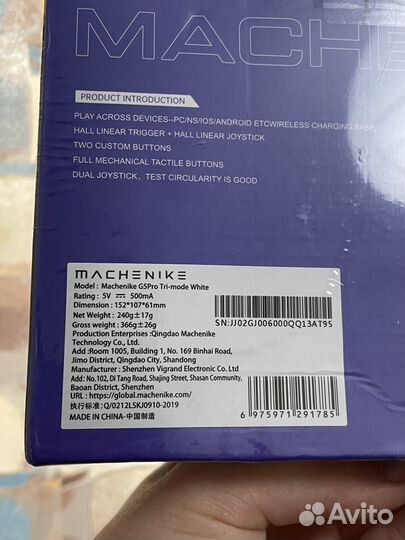 MACHE
PRODUCT INTRODUCTION
PLAY ACROSS DEVICES--PC/NS/IOS/ANDROID ETCWIRELESS CHARGING BASE,
HALL LINEAR TRIGGER + HALL LINEAR JOYSTICK
TWO CUSTOM BUTTONS
FULL MECHANICAL TACTILE BUTTONS
DUAL JOYSTICK, TEST CIRCULARITY IS GOOD
MACHENIKE
Model : Machenike G5Pro Tri-mode White
Rating : 5V ⎓ 500mA
Dimension : 152*107*61mm
Net Weight : 240g±17g
Gross weight : 366g±26g
Production Enterprises : Qingdao Machenike
Technology Co., Ltd.
Add :Room 1005, Building 1, No. 169 Binhai Road,
Jimo District, Qingdao City, Shandong
Manufacturer : Shenzhen Vigrand Electronic Co., Ltd
Add : No.102, Di Tang Road, Shajing Street, Shasan Community,
Baoan District, Shenzhen
URL : https://global.machenike.com/
执行标准: Q/0212LSKJ0910-2019
MADE IN CHINA·中国制造
SN:JJ02GJ006000QQ13AT95
6 975971 291785
Avito